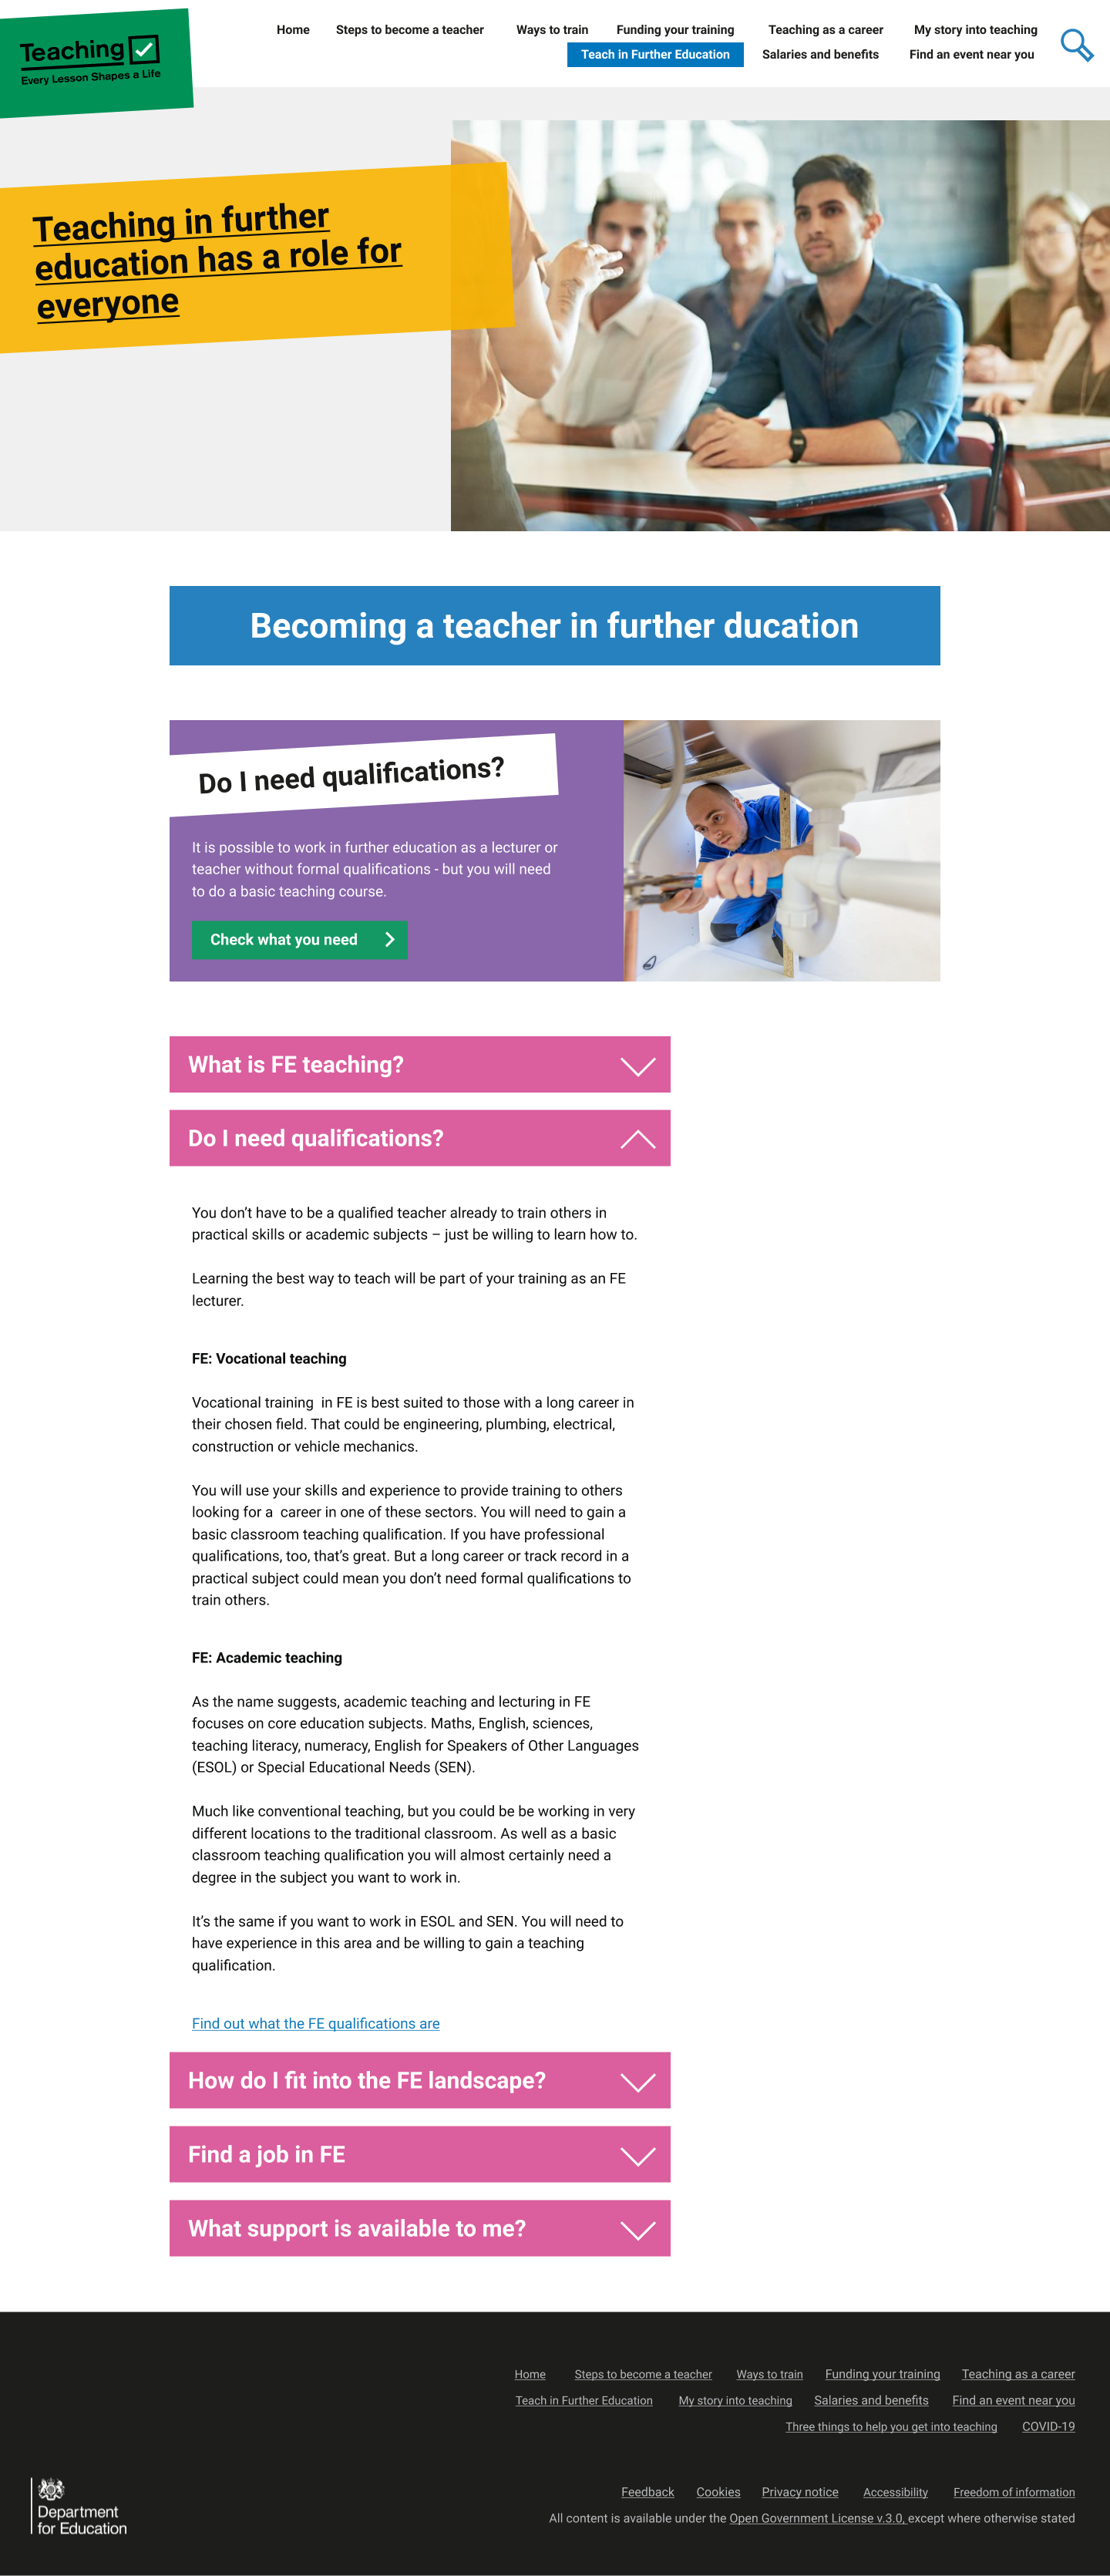 Teaching
Every Lesson Shapes a Life
Home Steps to become a teacher Ways to train Funding your training Teaching as a career My story into teaching
Teach in Further Education Salaries and benefits Find an event near you
Teaching in further
education has a role for
everyone
Becoming a teacher in further ducation
Do I need qualifications?
It is possible to work in further education as a lecturer or
teacher without formal qualifications - but you will need
to do a basic teaching course.
Check what you need
What is FE teaching?
Do I need qualifications?
You don’t have to be a qualified teacher already to train others in
practical skills or academic subjects – just be willing to learn how to.
Learning the best way to teach will be part of your training as an FE
lecturer.
FE: Vocational teaching
Vocational training  in FE is best suited to those with a long career in
their chosen field. That could be engineering, plumbing, electrical,
construction or vehicle mechanics.
You will use your skills and experience to provide training to others
looking for a  career in one of these sectors. You will need to gain a
basic classroom teaching qualification. If you have professional
qualifications, too, that’s great. But a long career or track record in a
practical subject could mean you don’t need formal qualifications to
train others.
FE: Academic teaching
As the name suggests, academic teaching and lecturing in FE
focuses on core education subjects. Maths, English, sciences,
teaching literacy, numeracy, English for Speakers of Other Languages
(ESOL) or Special Educational Needs (SEN).
Much like conventional teaching, but you could be be working in very
different locations to the traditional classroom. As well as a basic
classroom teaching qualification you will almost certainly need a
degree in the subject you want to work in.
It’s the same if you want to work in ESOL and SEN. You will need to
have experience in this area and be willing to gain a teaching
qualification.
Find out what the FE qualifications are
How do I fit into the FE landscape?
Find a job in FE
What support is available to me?
Home Steps to become a teacher Ways to train Funding your training Teaching as a career
Teach in Further Education My story into teaching Salaries and benefits Find an event near you
Three things to help you get into teaching COVID-19
Feedback Cookies Privacy notice Accessibility Freedom of information
All content is available under the Open Government License v.3.0, except where otherwise stated
Department
for Education